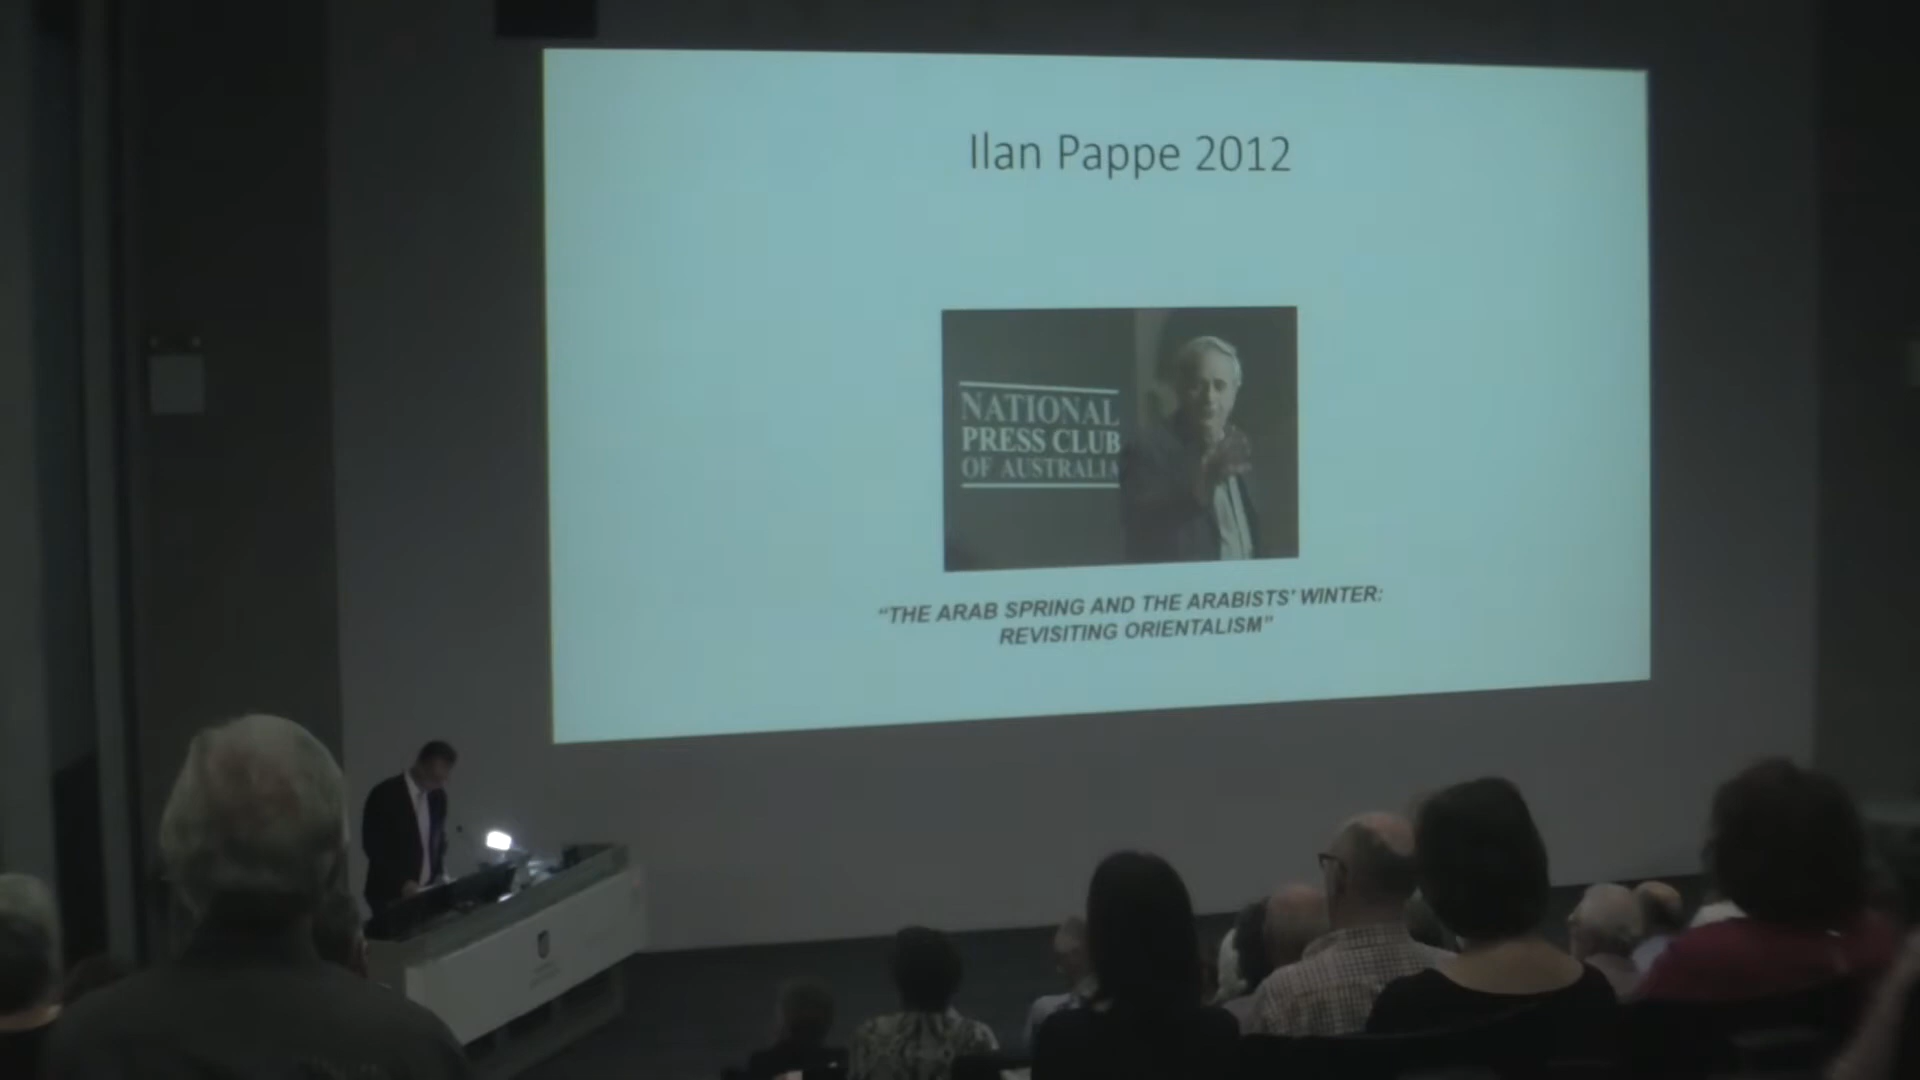 Ilan Pappe 2012
NATIONAL
PRESS CLUB
OF AUSTRALIA
“THE ARAB SPRING AND THE ARABISTS’ WINTER:
REVISITING ORIENTALISM”